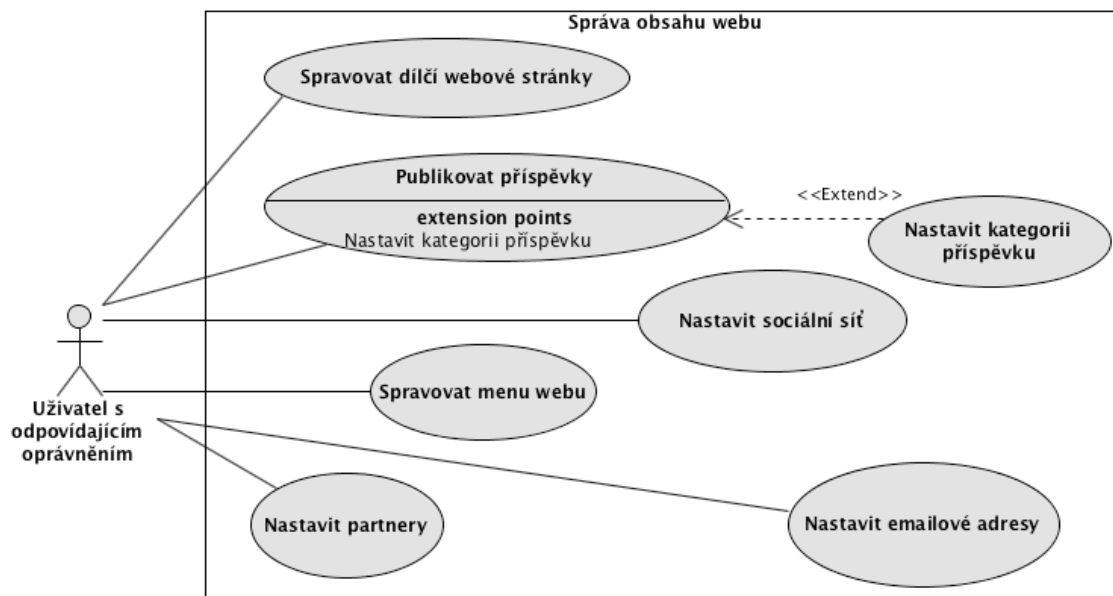 Správa obsahu webu
Spravovat dílčí webové stránky
Publikovat příspěvky
extension points
Nastavit kategorii příspěvku
<<Extend>>
Nastavit kategorii
příspěvku
Nastavit sociální síť
Spravovat menu webu
Uživatel s
odpovídajícím
oprávněním
Nastavit partnery
Nastavit emailové adresy